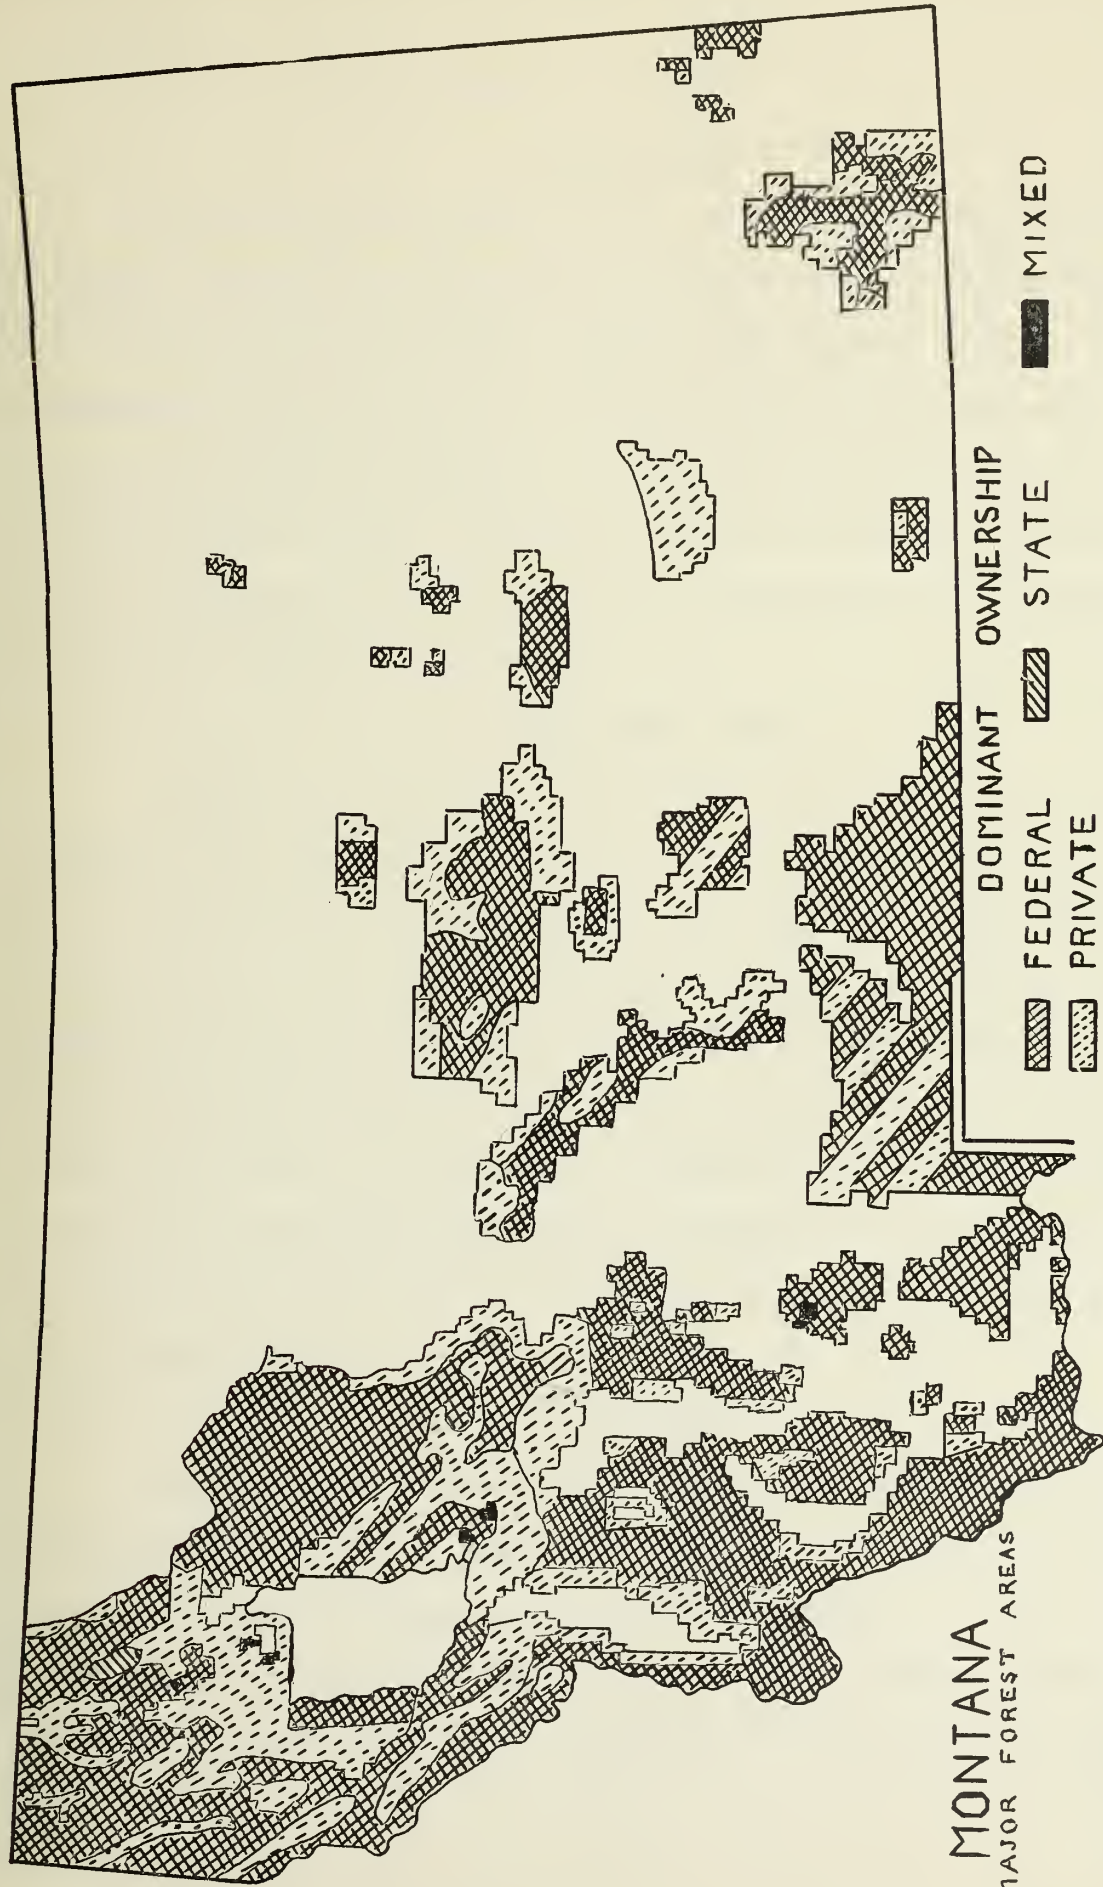 MONTANA
MAJOR FOREST AREAS
DOMINANT OWNERSHIP
FEDERAL STATE MIXED
PRIVATE